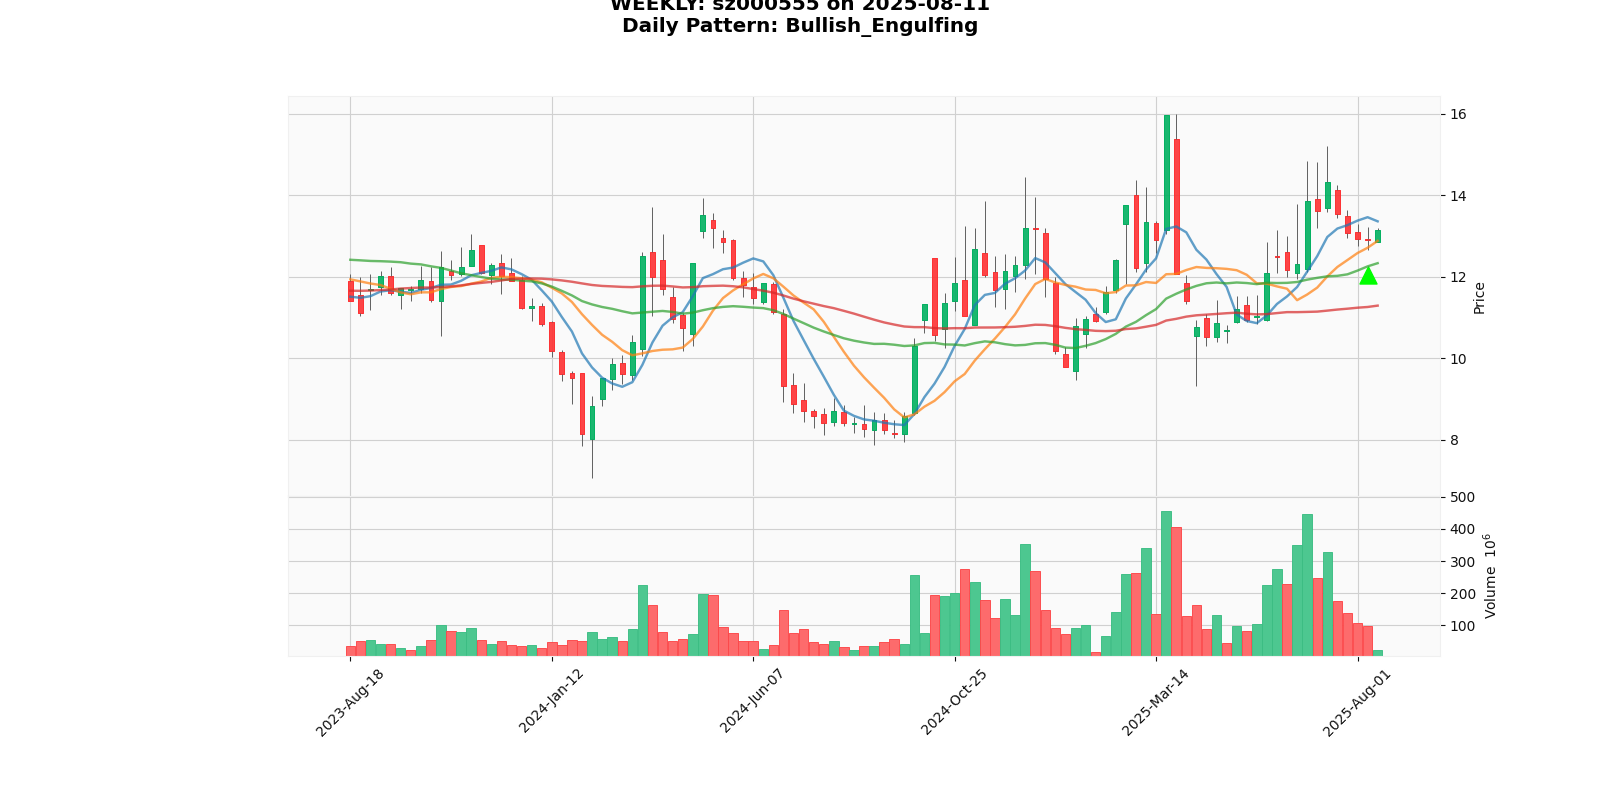 WEEKLY: sz000555 on 2025-08-11
Daily Pattern: Bullish_Engulfing
16
14
12
10
8
Price
500
400
300
200
100
Volume 10^6
2023-Aug-18
2024-Jan-12
2024-Jun-07
2024-Oct-25
2025-Mar-14
2025-Aug-01